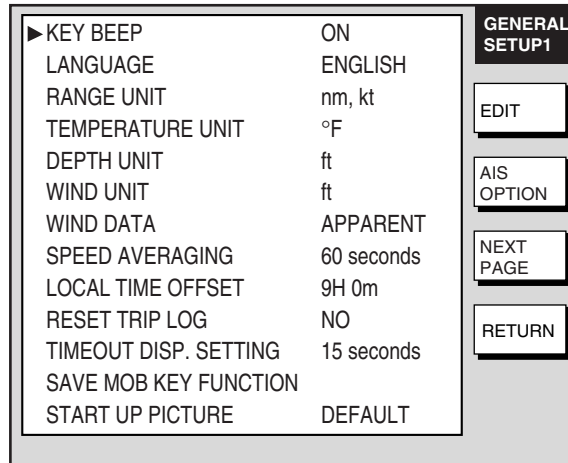 ▶KEY BEEP ON
LANGUAGE ENGLISH
RANGE UNIT nm, kt
TEMPERATURE UNIT °F
DEPTH UNIT ft
WIND UNIT ft
WIND DATA APPARENT
SPEED AVERAGING 60 seconds
LOCAL TIME OFFSET 9H 0m
RESET TRIP LOG NO
TIMEOUT DISP. SETTING 15 seconds
SAVE MOB KEY FUNCTION
START UP PICTURE DEFAULT
GENERAL
SETUP1
EDIT
AIS
OPTION
NEXT
PAGE
RETURN